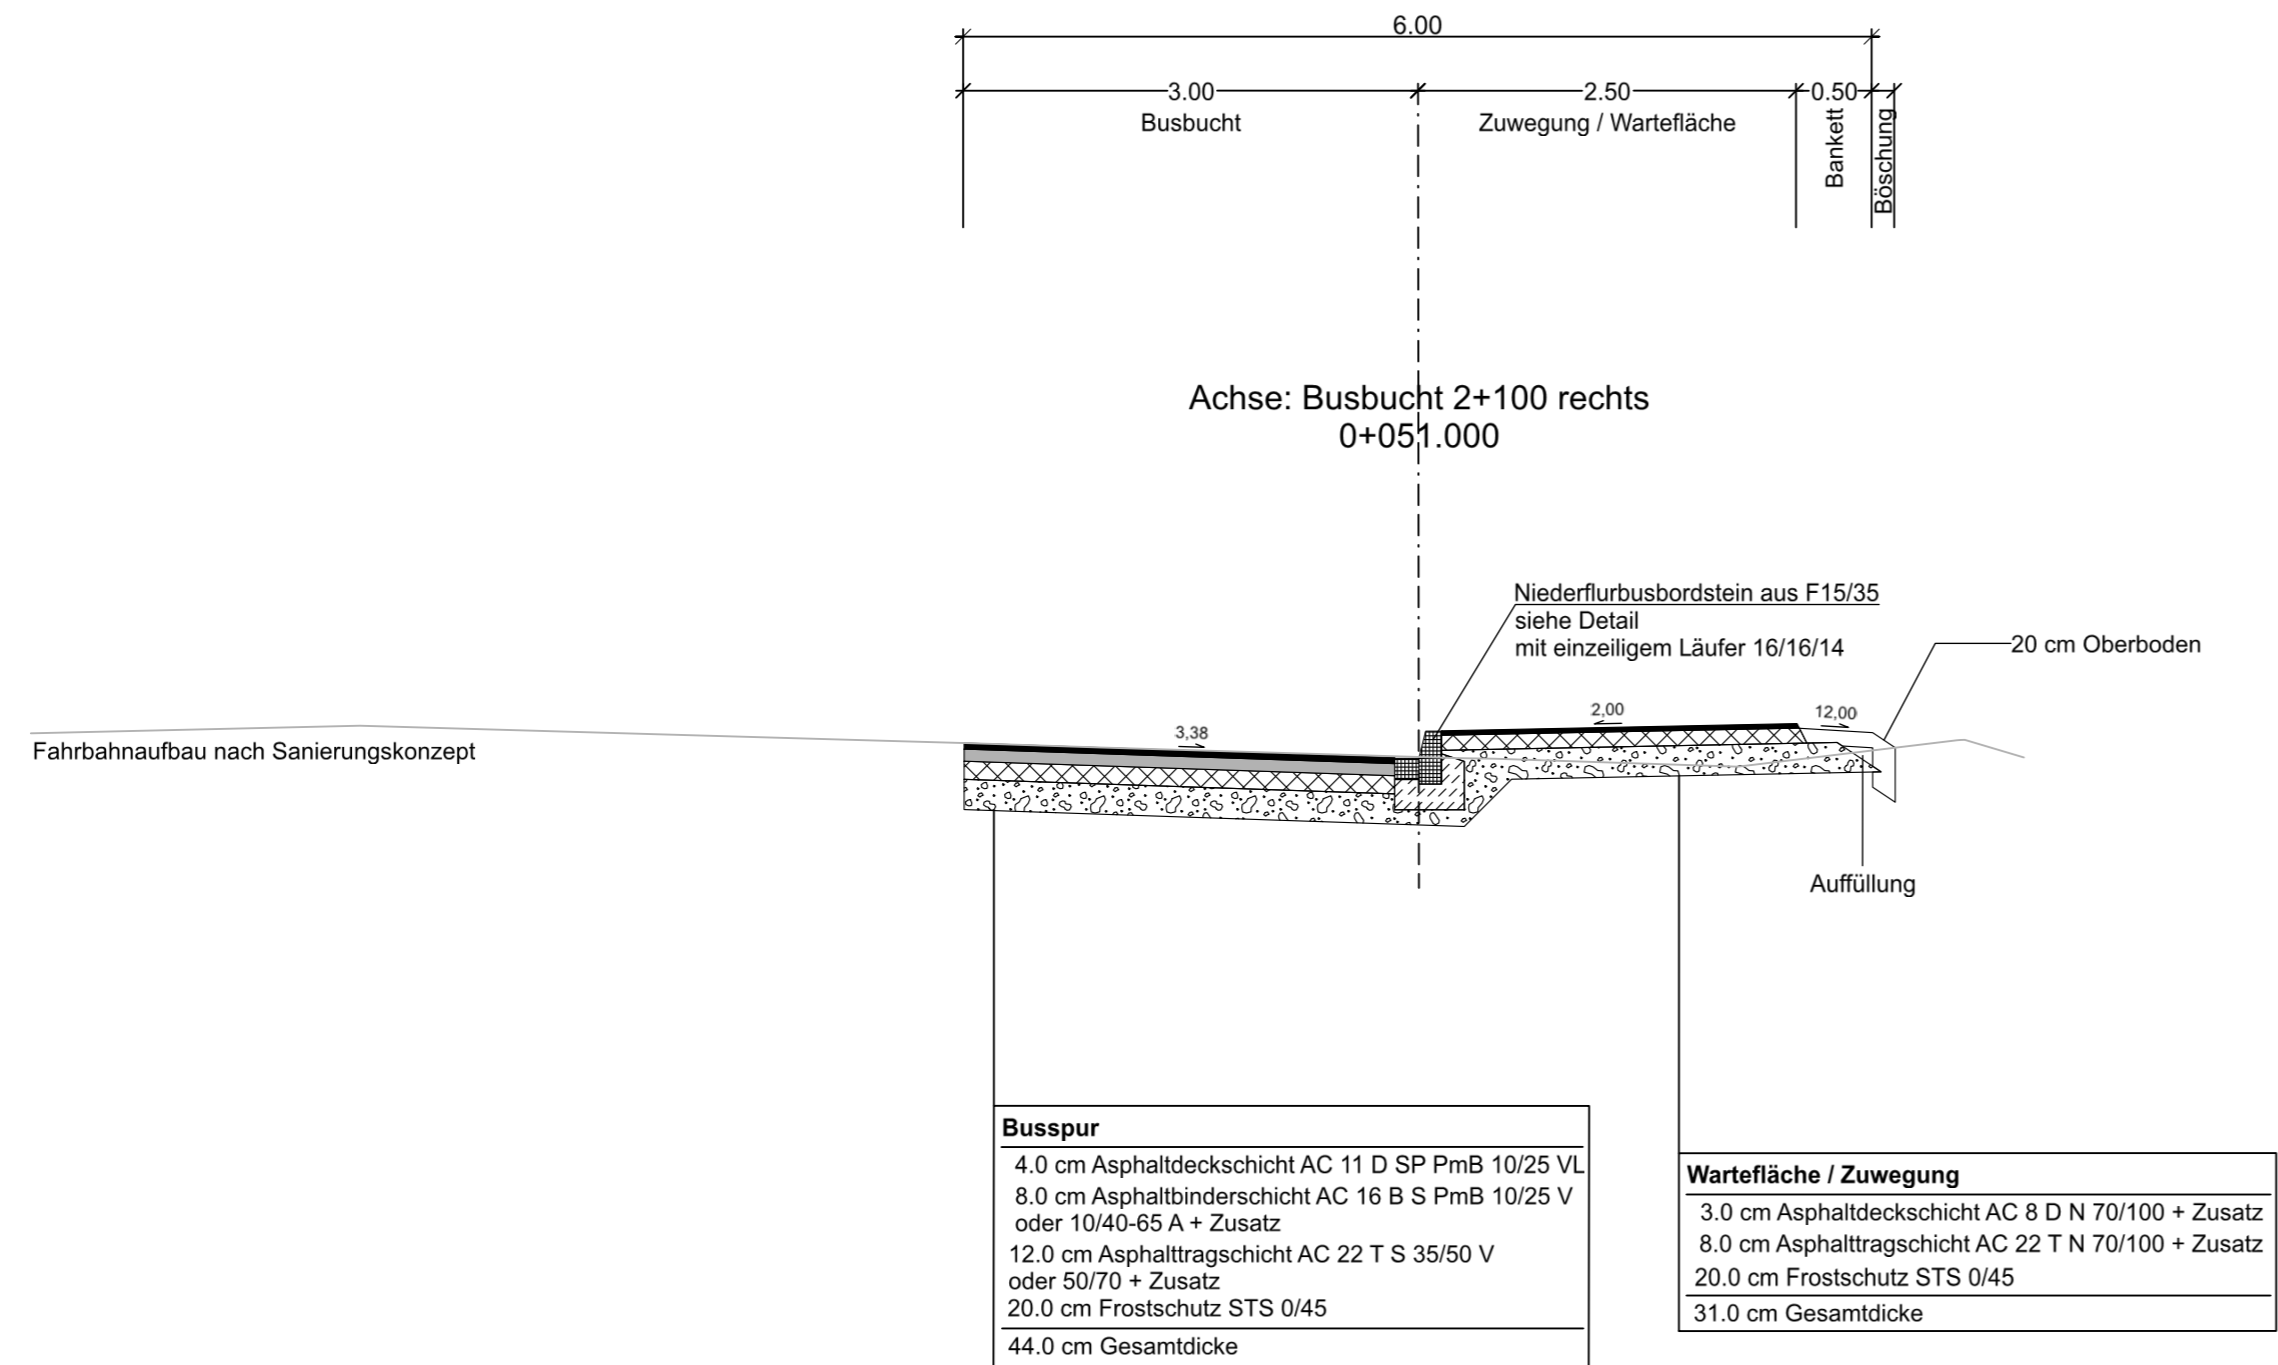 6.00
3.00
2.50
0.50
Busbucht
Zuwegung / Wartefläche
Bankett
Böschung
Achse: Busbucht 2+100 rechts
0+051.000
Niederflurbusbordstein aus F15/35
siehe Detail
mit einzeiligem Läufer 16/16/14
20 cm Oberboden
2,00
12,00
3,38
Fahrbahnaufbau nach Sanierungskonzept
Auffüllung
Busspur
4.0 cm Asphaltdeckschicht AC 11 D SP PmB 10/25 VL
8.0 cm Asphaltbinderschicht AC 16 B S PmB 10/25 V
oder 10/40-65 A + Zusatz
12.0 cm Asphalttragschicht AC 22 T S 35/50 V
oder 50/70 + Zusatz
20.0 cm Frostschutz STS 0/45
44.0 cm Gesamtdicke
Wartefläche / Zuwegung
3.0 cm Asphaltdeckschicht AC 8 D N 70/100 + Zusatz
8.0 cm Asphalttragschicht AC 22 T N 70/100 + Zusatz
20.0 cm Frostschutz STS 0/45
31.0 cm Gesamtdicke